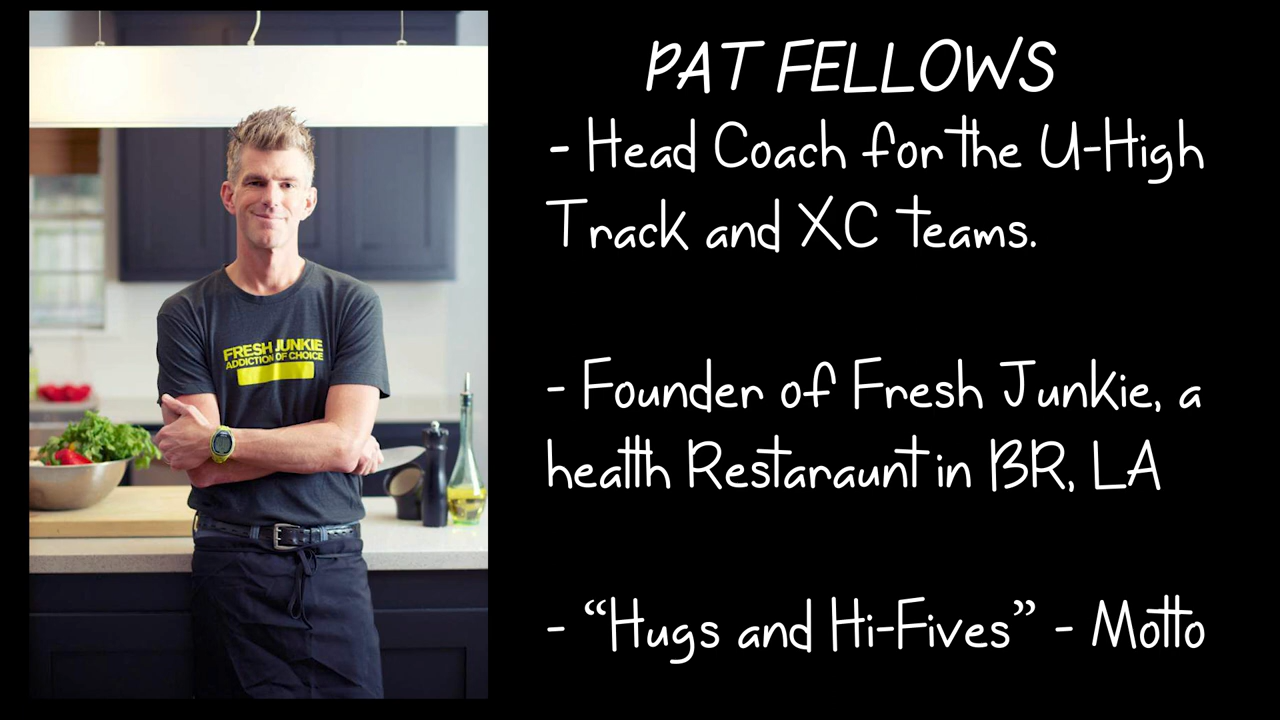 PAT FELLOWS
- Head Coach for the U-High
Track and XC teams.
- Founder of Fresh Junkie, a
health Restaraunt in BR, LA
- “Hugs and Hi-Fives” - Motto
FRESH JUNKIE
ADDICTION OF CHOICE